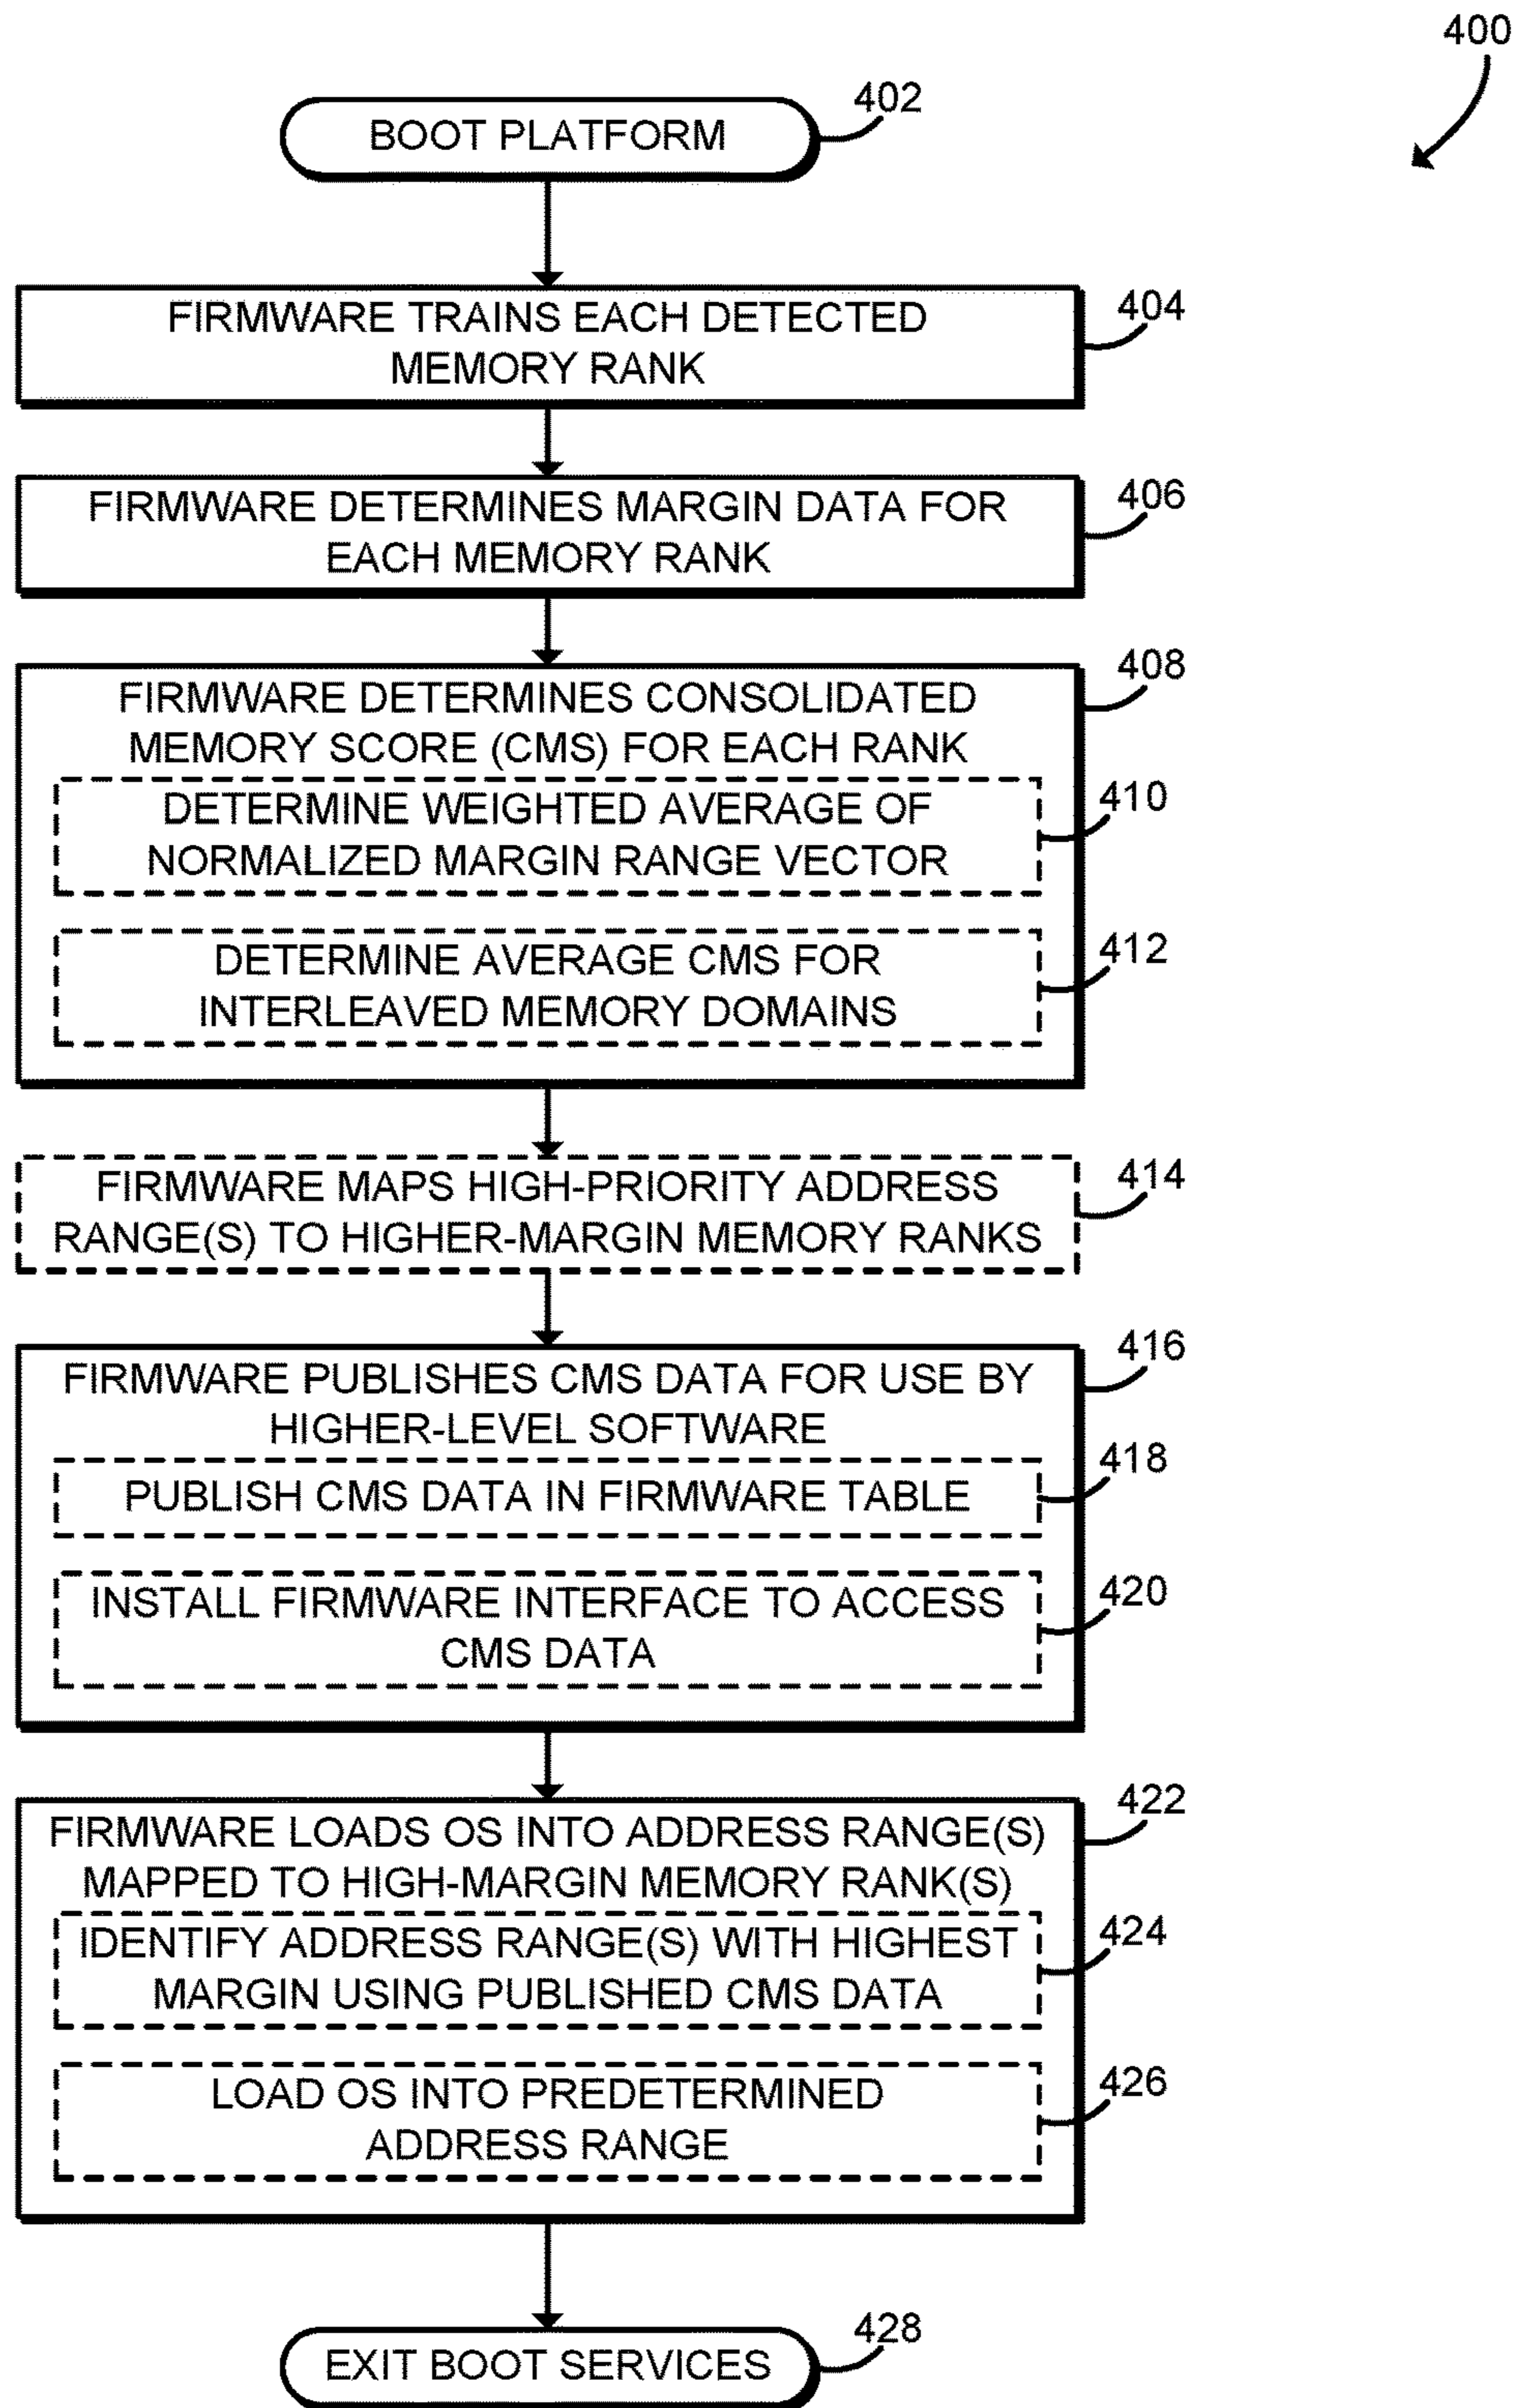 400
BOOT PLATFORM
402
FIRMWARE TRAINS EACH DETECTED
MEMORY RANK
404
FIRMWARE DETERMINES MARGIN DATA FOR
EACH MEMORY RANK
406
FIRMWARE DETERMINES CONSOLIDATED
MEMORY SCORE (CMS) FOR EACH RANK
408
DETERMINE WEIGHTED AVERAGE OF
NORMALIZED MARGIN RANGE VECTOR
410
DETERMINE AVERAGE CMS FOR
INTERLEAVED MEMORY DOMAINS
412
FIRMWARE MAPS HIGH-PRIORITY ADDRESS
RANGE(S) TO HIGHER-MARGIN MEMORY RANKS
414
FIRMWARE PUBLISHES CMS DATA FOR USE BY
HIGHER-LEVEL SOFTWARE
416
PUBLISH CMS DATA IN FIRMWARE TABLE
418
INSTALL FIRMWARE INTERFACE TO ACCESS
CMS DATA
420
FIRMWARE LOADS OS INTO ADDRESS RANGE(S)
MAPPED TO HIGH-MARGIN MEMORY RANK(S)
422
IDENTIFY ADDRESS RANGE(S) WITH HIGHEST
MARGIN USING PUBLISHED CMS DATA
424
LOAD OS INTO PREDETERMINED
ADDRESS RANGE
426
EXIT BOOT SERVICES
428